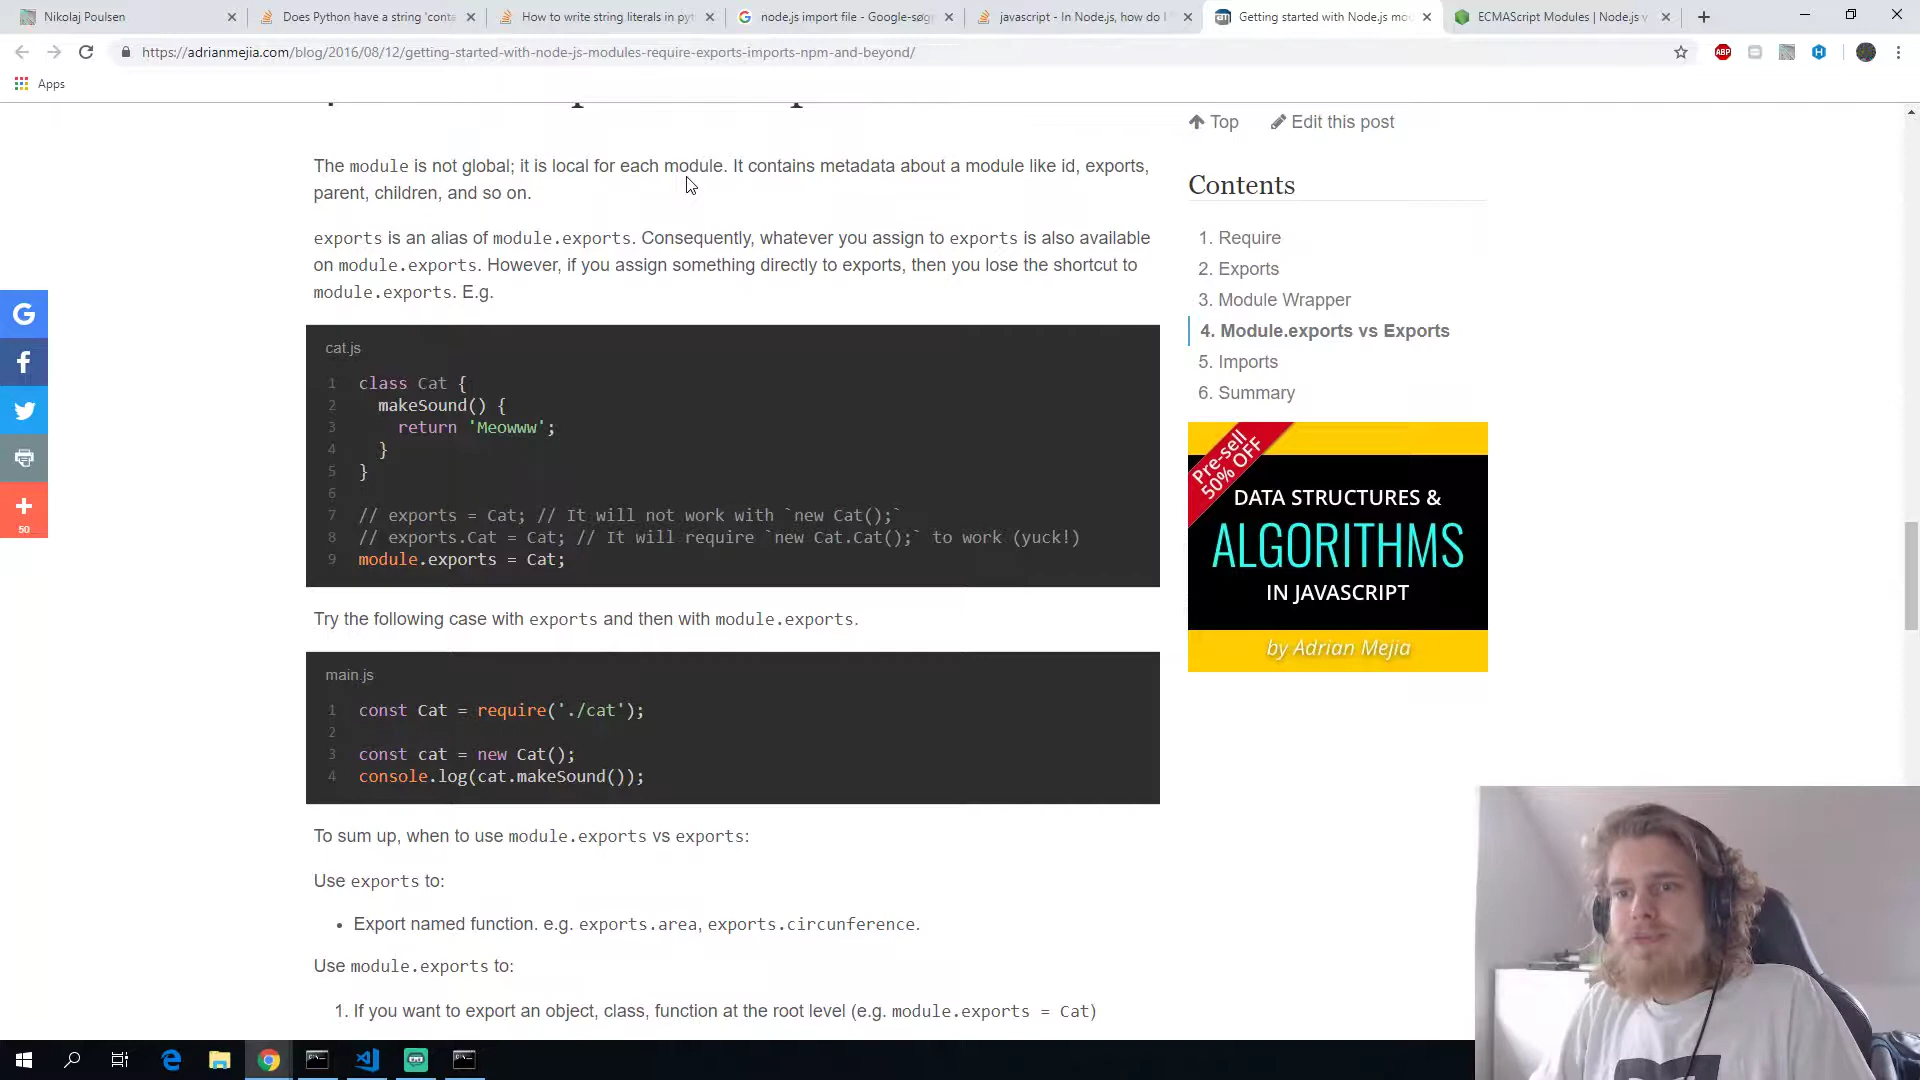 Nikolaj Poulsen
Does Python have a string 'conte
How to write string literals in pyt
node.js import file - Google-søg
javascript - In Node.js, how do I "
Getting started with Node.js mo
ECMAScript Modules | Node.js v
https://adrianmejia.com/blog/2016/08/12/getting-started-with-node-js-modules-require-exports-imports-npm-and-beyond/
ABP
Apps
Top
Edit this post
The module is not global; it is local for each module. It contains metadata about a module like id, exports,
parent, children, and so on.
exports is an alias of module.exports. Consequently, whatever you assign to exports is also available
on module.exports. However, if you assign something directly to exports, then you lose the shortcut to
module.exports. E.g.
cat.js
1 class Cat {
2 makeSound() {
3 return 'Meowww';
4 }
5 }
6
7 // exports = Cat; // It will not work with `new Cat();`
8 // exports.Cat = Cat; // It will require `new Cat.Cat();` to work (yuck!)
9 module.exports = Cat;
Try the following case with exports and then with module.exports.
main.js
1 const Cat = require('./cat');
2
3 const cat = new Cat();
4 console.log(cat.makeSound());
To sum up, when to use module.exports vs exports:
Use exports to:
• Export named function. e.g. exports.area, exports.circunference.
Use module.exports to:
1. If you want to export an object, class, function at the root level (e.g. module.exports = Cat)
Contents
1. Require
2. Exports
3. Module Wrapper
4. Module.exports vs Exports
5. Imports
6. Summary
Pre-sell
50% OFF
DATA STRUCTURES &
ALGORITHMS
IN JAVASCRIPT
by Adrian Mejia
50